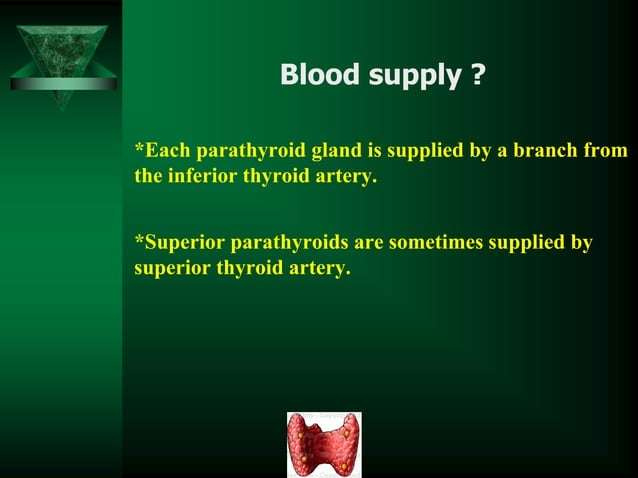 Blood supply ?
*Each parathyroid gland is supplied by a branch from
the inferior thyroid artery.
*Superior parathyroids are sometimes supplied by
superior thyroid artery.